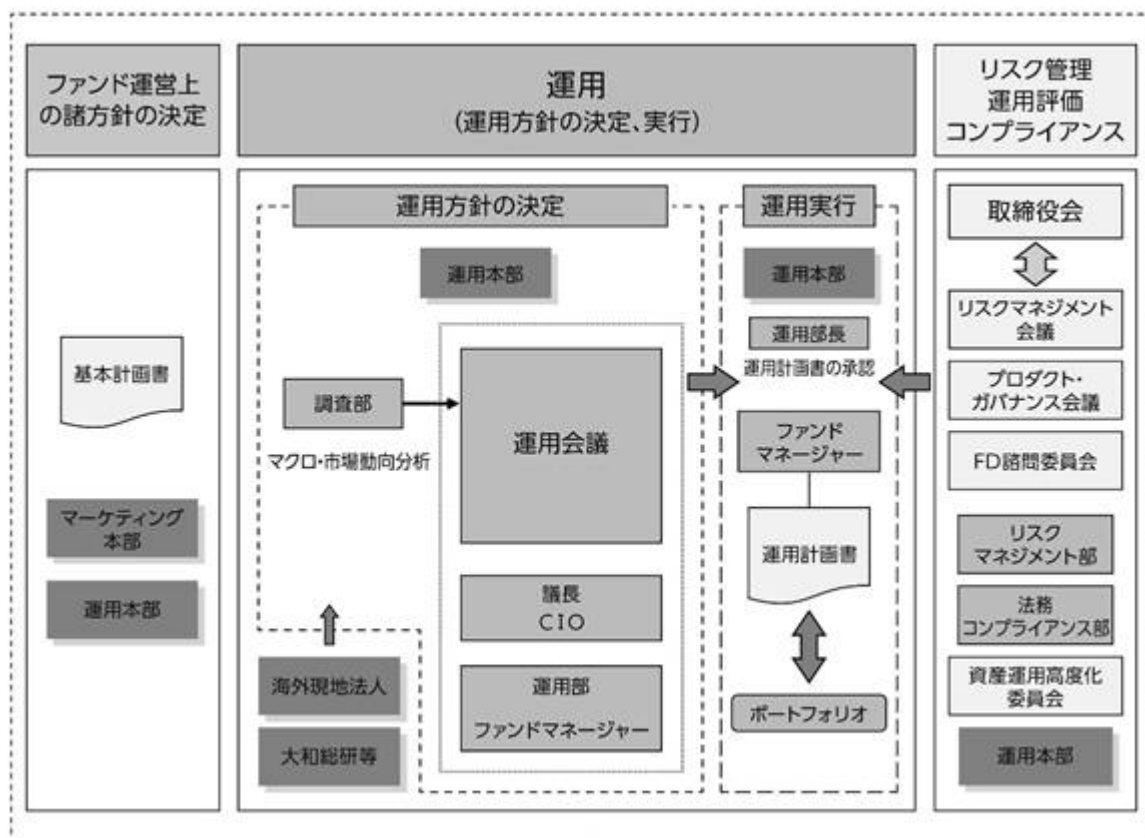 ファンド運営上
の諸方針の決定
運用
(運用方針の決定、実行)
リスク管理
運用評価
コンプライアンス
基本計画書
マーケティング
本部
運用本部
運用方針の決定
運用本部
調査部
マクロ・市場動向分析
運用会議
議長
CIO
運用部
ファンドマネージャー
海外現地法人
大和総研等
運用実行
運用本部
運用部長
運用計画書の承認
ファンド
マネージャー
運用計画書
ポートフォリオ
取締役会
リスクマネジメント
会議
プロダクト・
ガバナンス会議
FD諮問委員会
リスク
マネジメント部
法務
コンプライアンス部
資産運用高度化
委員会
運用本部